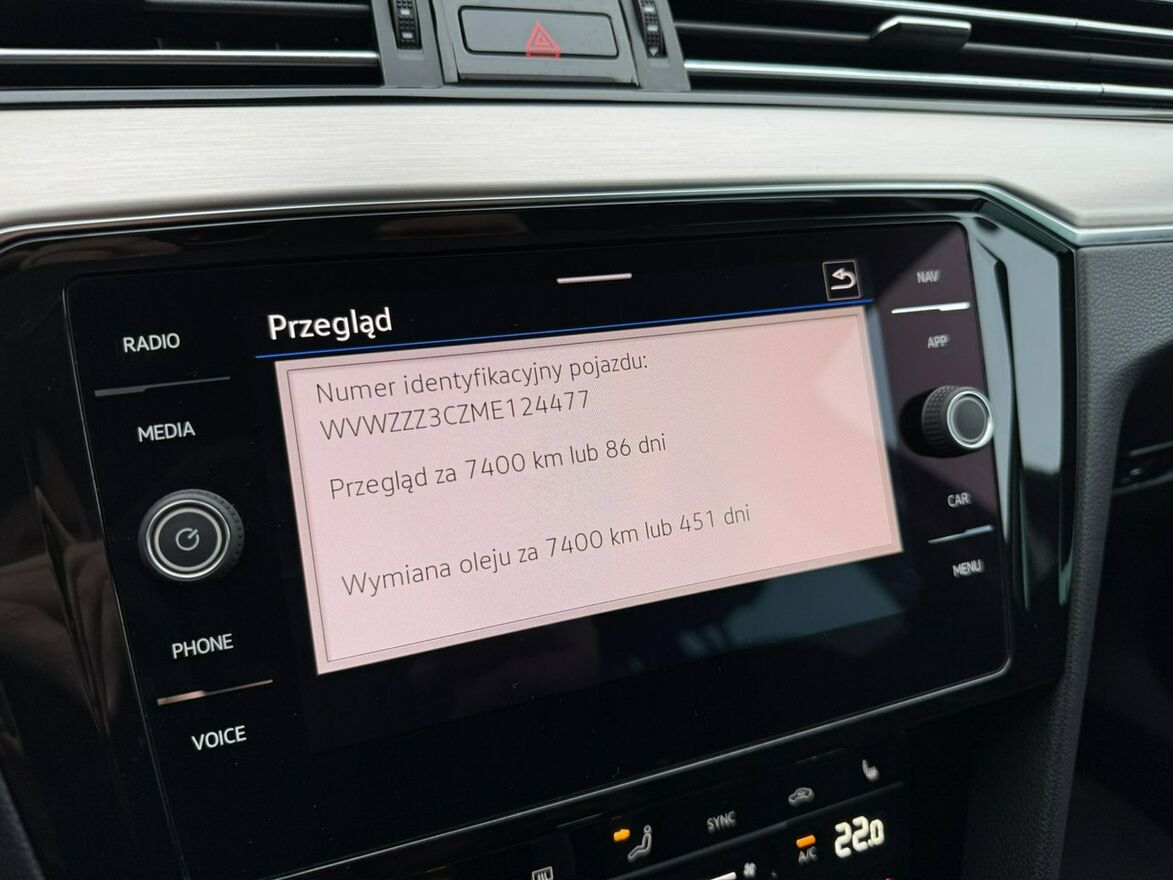 Przegląd
Numer identyfikacyjny pojazdu:
WVWZZZ3CZME124477
Przegląd za 7400 km lub 86 dni
Wymiana oleju za 7400 km lub 451 dni
RADIO
MEDIA
PHONE
VOICE
NAV
APP
CAR
MENU
SYNC
A/C
22.0